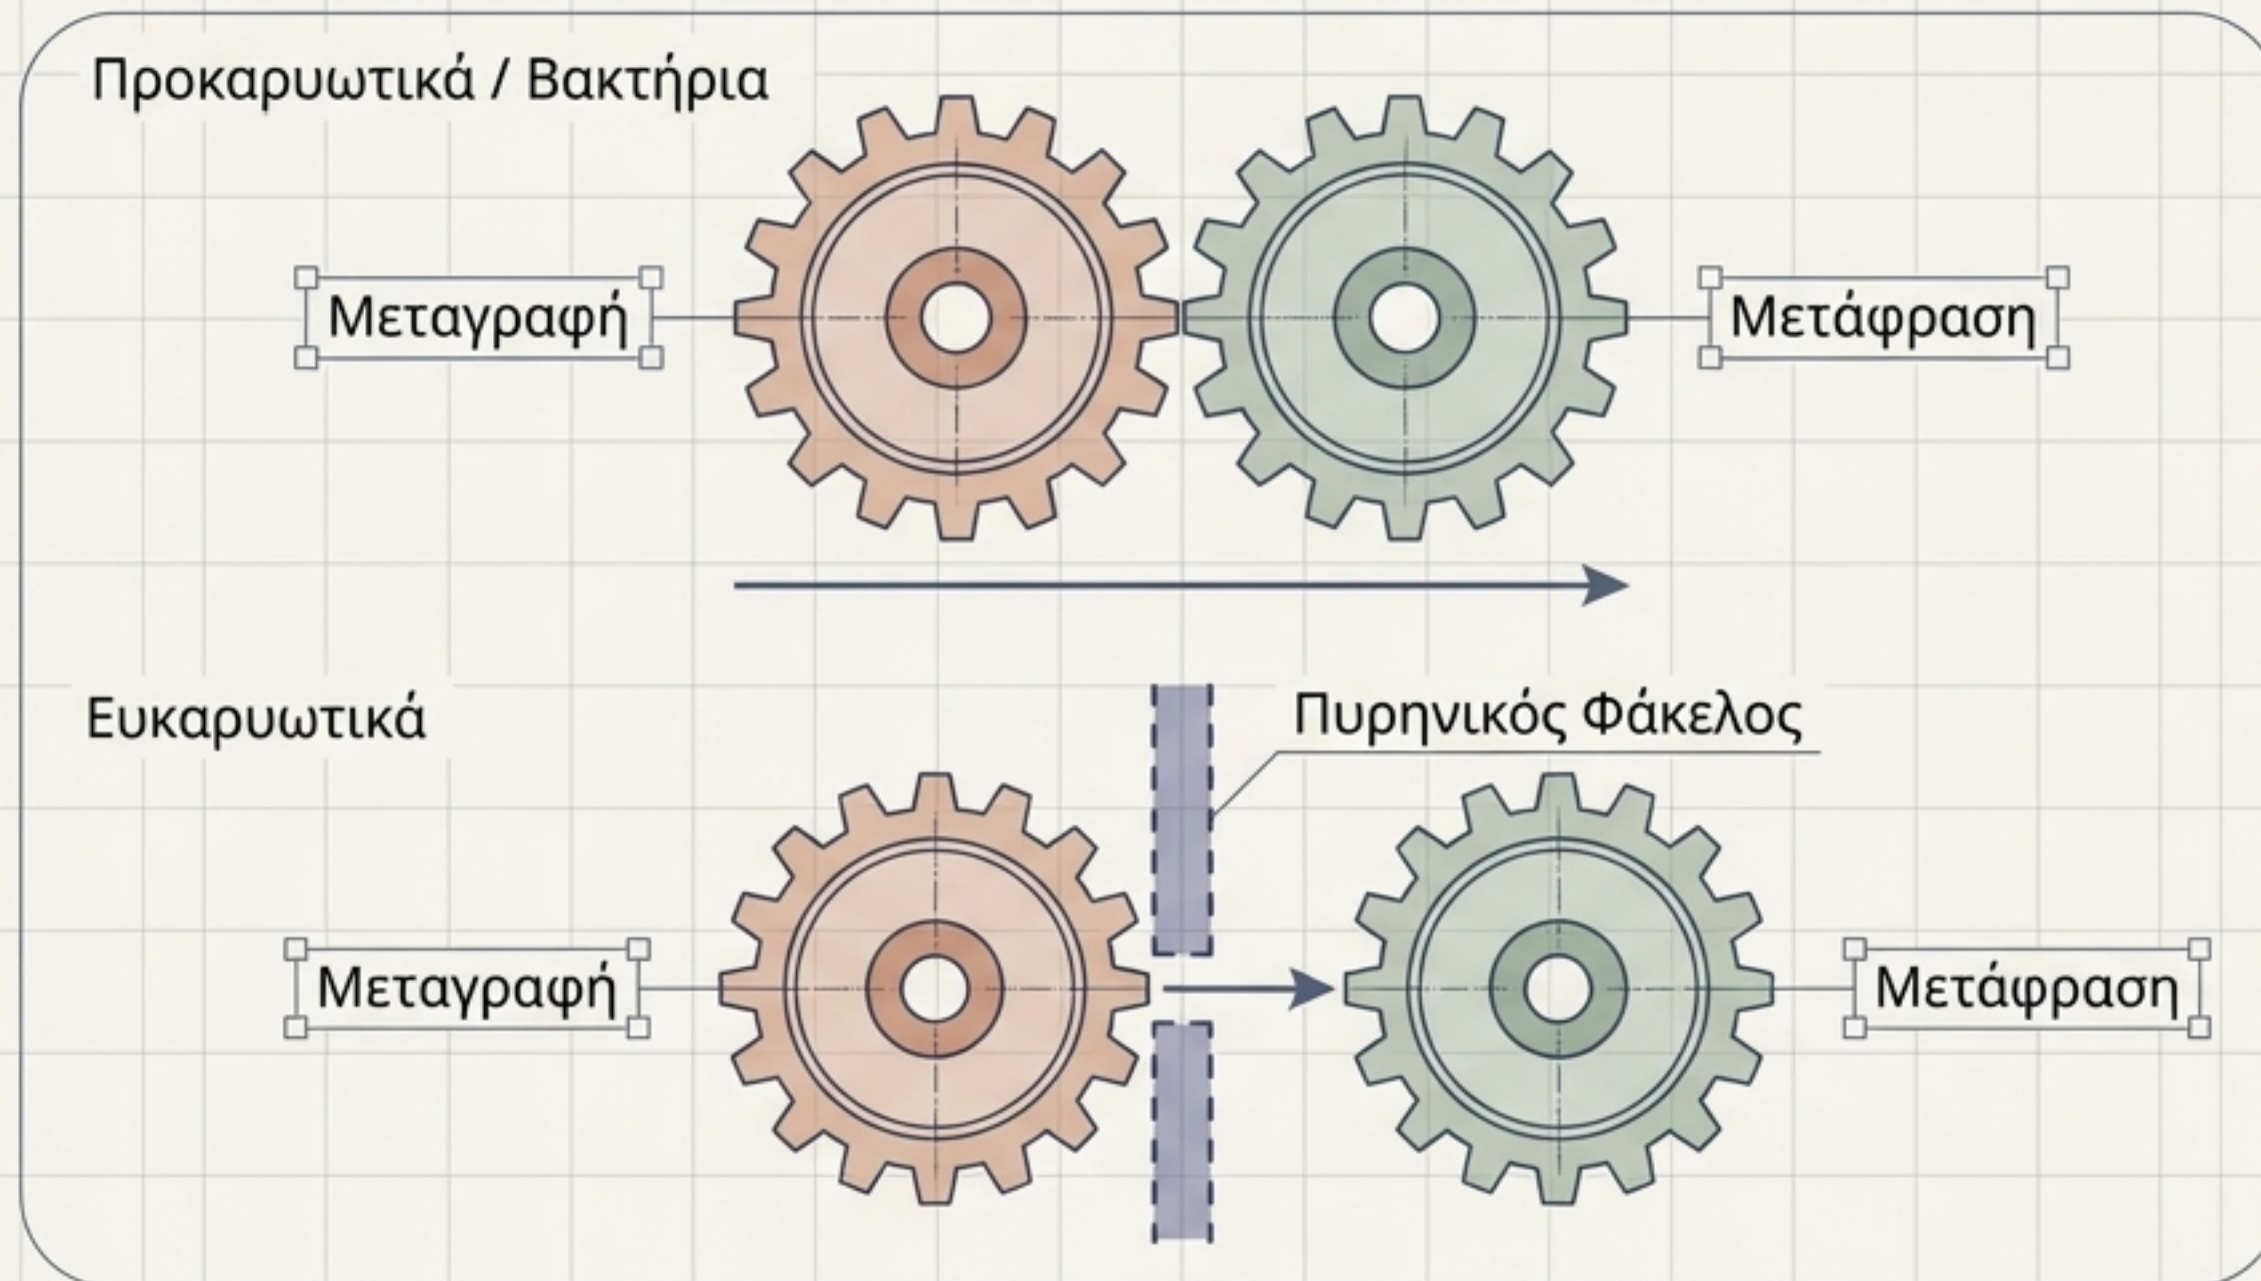 Προκαρυωτικά / Βακτήρια
Μεταγραφή
Μετάφραση
Ευκαρυωτικά
Πυρηνικός Φάκελος
Μεταγραφή
Μετάφραση